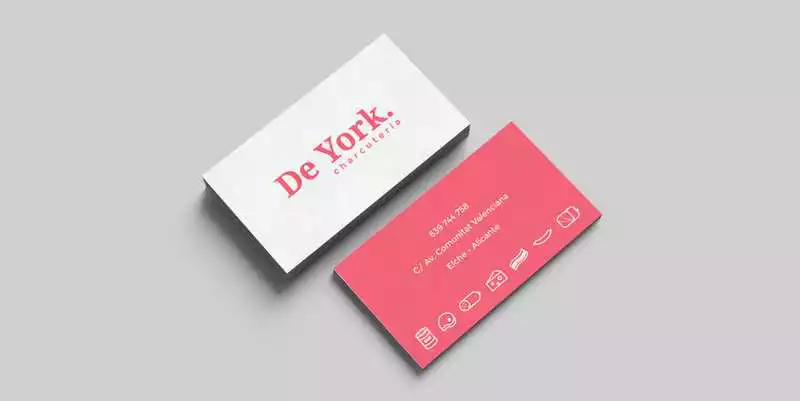 De York.
charcuteria
639 744 758
C/ Av. Comunitat Valenciana
Elche - Alicante